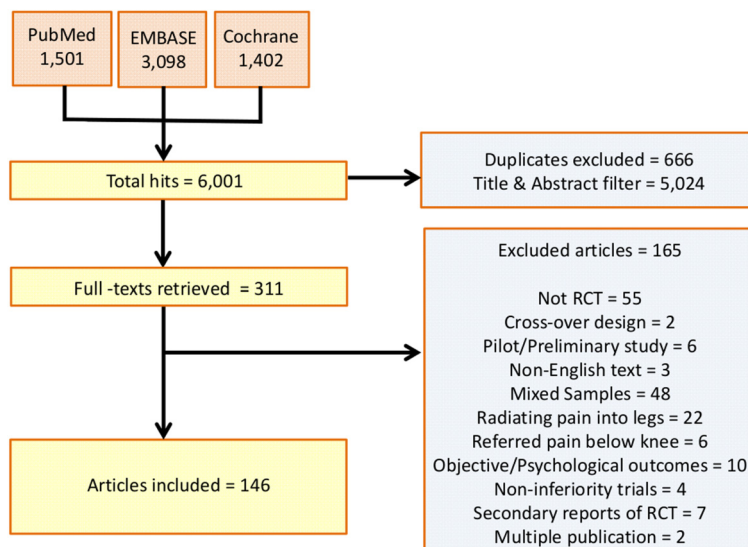 PubMed
1,501
EMBASE
3,098
Cochrane
1,402
Total hits = 6,001
Duplicates excluded = 666
Title & Abstract filter = 5,024
Full -texts retrieved  = 311
Excluded articles = 165
Not RCT = 55
Cross-over design = 2
Pilot/Preliminary study = 6
Non-English text = 3
Mixed Samples = 48
Radiating pain into legs = 22
Referred pain below knee = 6
Objective/Psychological outcomes = 10
Non-inferiority trials = 4
Secondary reports of RCT = 7
Multiple publication = 2
Articles included = 146